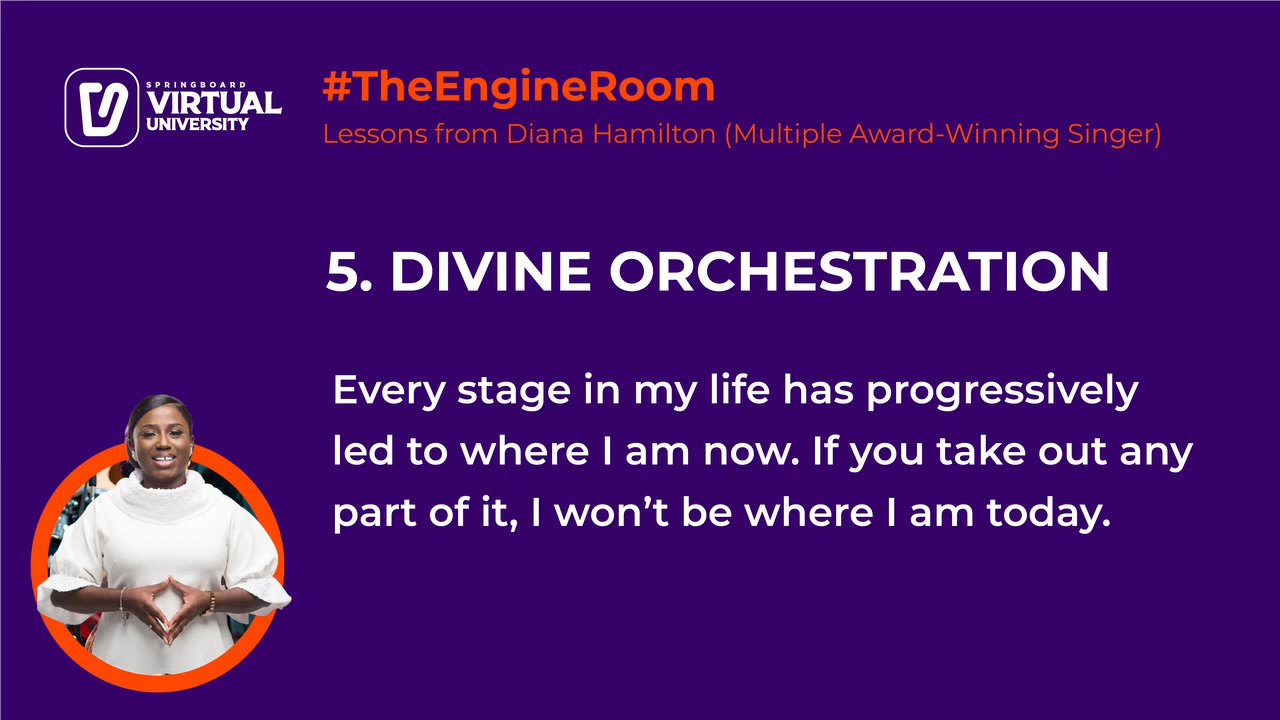 SPRINGBOARD
VIRTUAL
UNIVERSITY
#TheEngineRoom
Lessons from Diana Hamilton (Multiple Award-Winning Singer)
5. DIVINE ORCHESTRATION
Every stage in my life has progressively
led to where I am now. If you take out any
part of it, I won’t be where I am today.